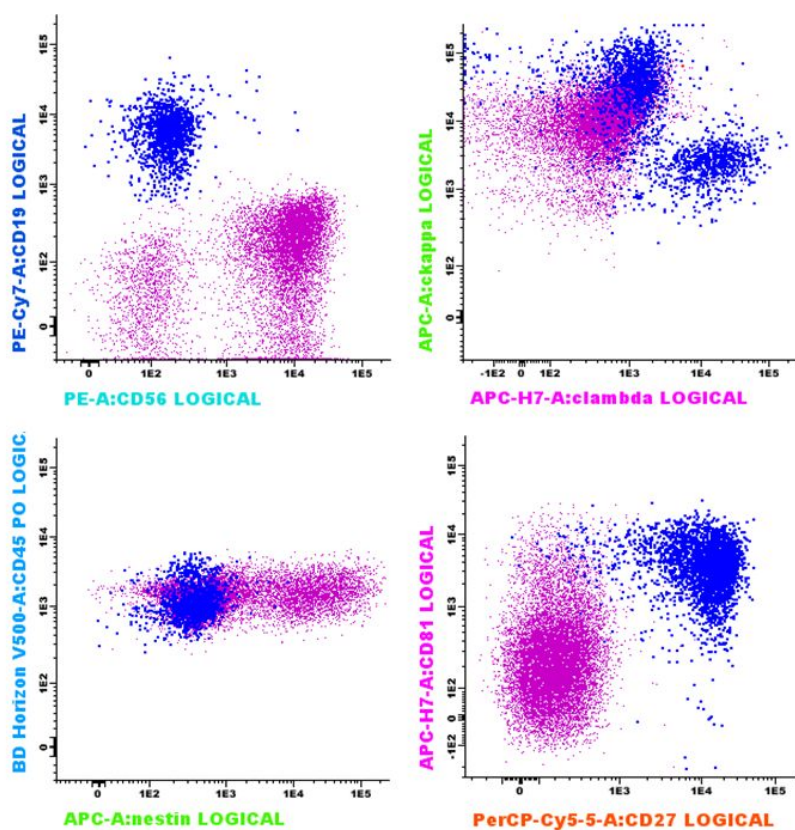 PE-Cy7-A:CD19 LOGICAL
1E5
1E4
1E3
1E2
0
0
1E2
1E3
1E4
1E5
PE-A:CD56 LOGICAL
APC-A:ckappa LOGICAL
1E5
1E4
1E3
1E2
0
-1E2
0
1E2
1E3
1E4
1E5
APC-H7-A:clambda LOGICAL
BD Horizon V500-A:CD45 PO LOGIC
1E5
1E4
1E3
1E2
0
0
1E2
1E3
1E4
1E5
APC-A:nestin LOGICAL
APC-H7-A:CD81 LOGICAL
1E5
1E4
1E3
1E2
0
-1E2
0
1E3
1E4
1E5
PerCP-Cy5-5-A:CD27 LOGICAL